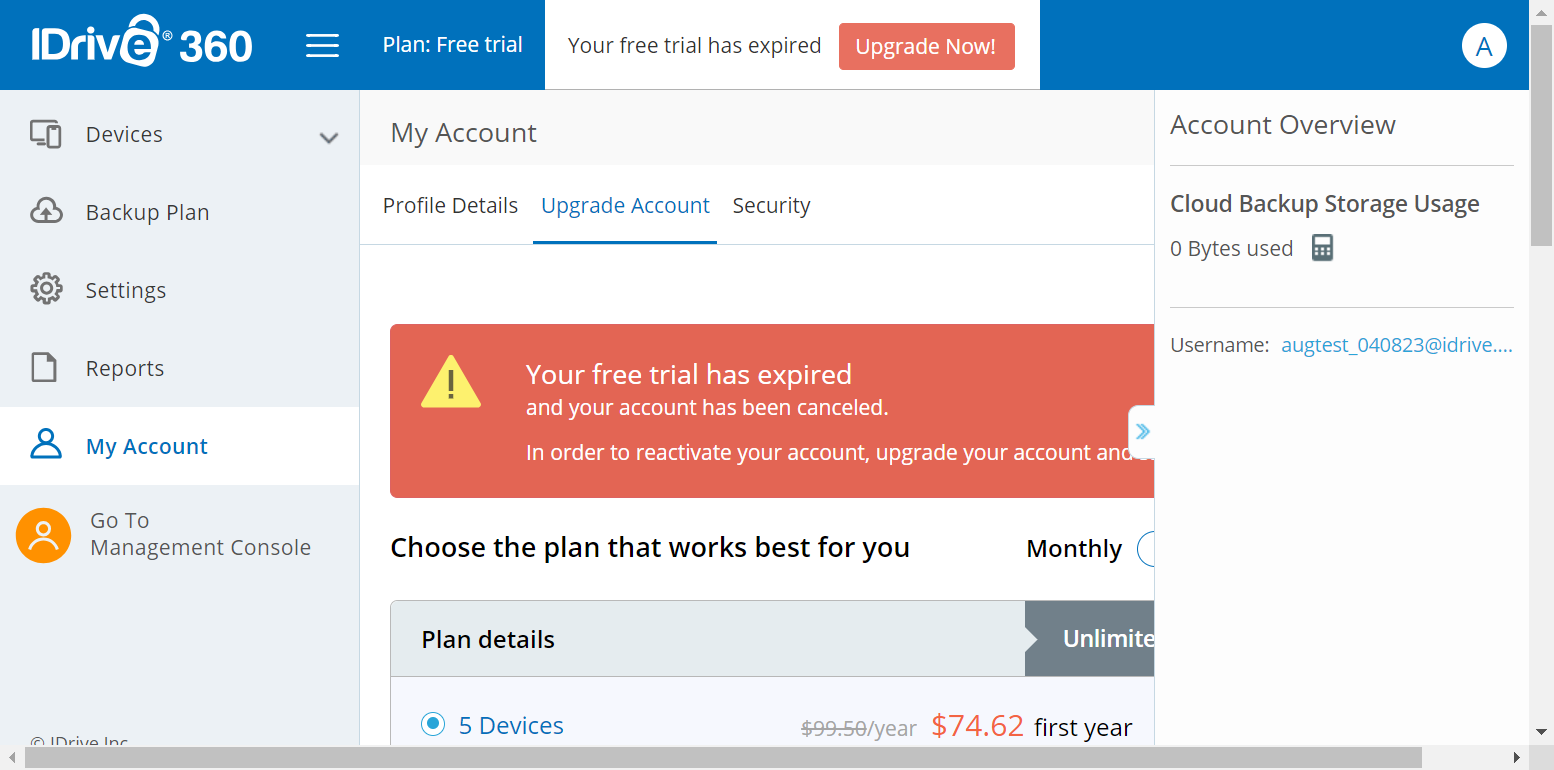 IDrive® 360
Plan: Free trial
Your free trial has expired
Upgrade Now!
A
Devices
Backup Plan
Settings
Reports
My Account
Go To
Management Console
© IDrive Inc.
My Account
Profile Details
Upgrade Account
Security
Your free trial has expired
and your account has been canceled.
In order to reactivate your account, upgrade your account and
Choose the plan that works best for you
Monthly
Plan details
Unlimite
5 Devices
$99.50/year $74.62 first year
Account Overview
Cloud Backup Storage Usage
0 Bytes used
Username: augtest_040823@idrive....